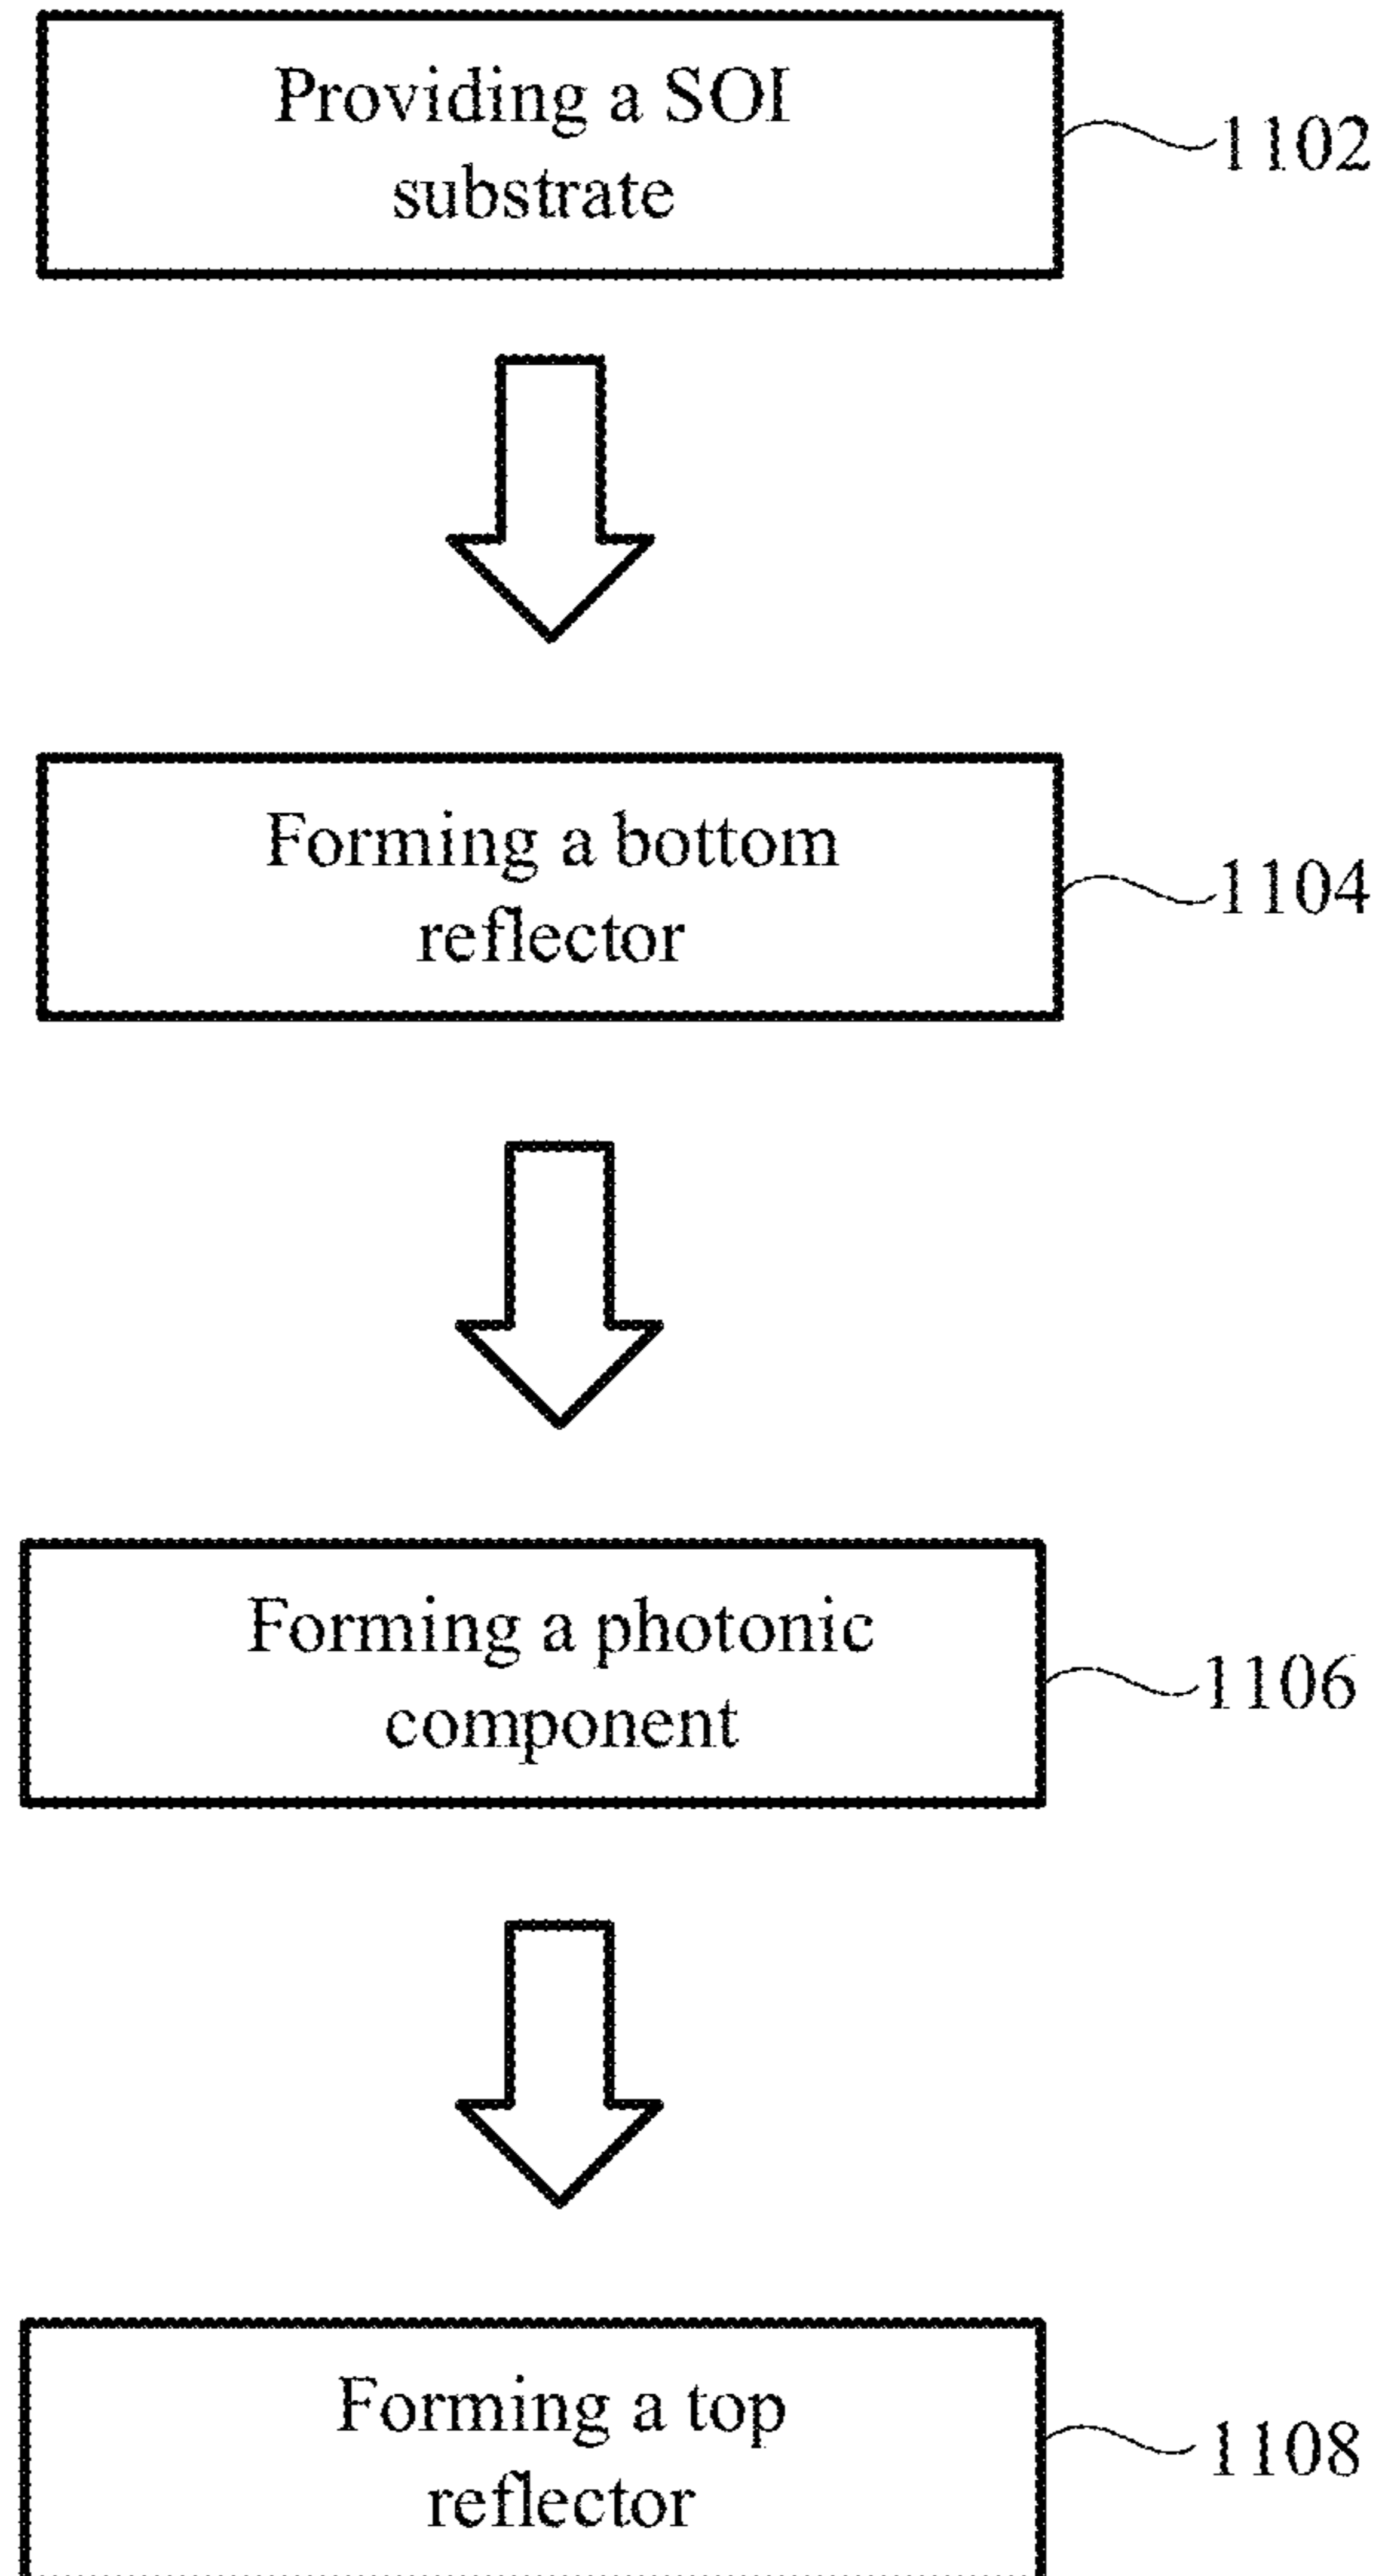 Providing a SOI
substrate
1102
Forming a bottom
reflector
1104
Forming a photonic
component
1106
Forming a top
reflector
1108